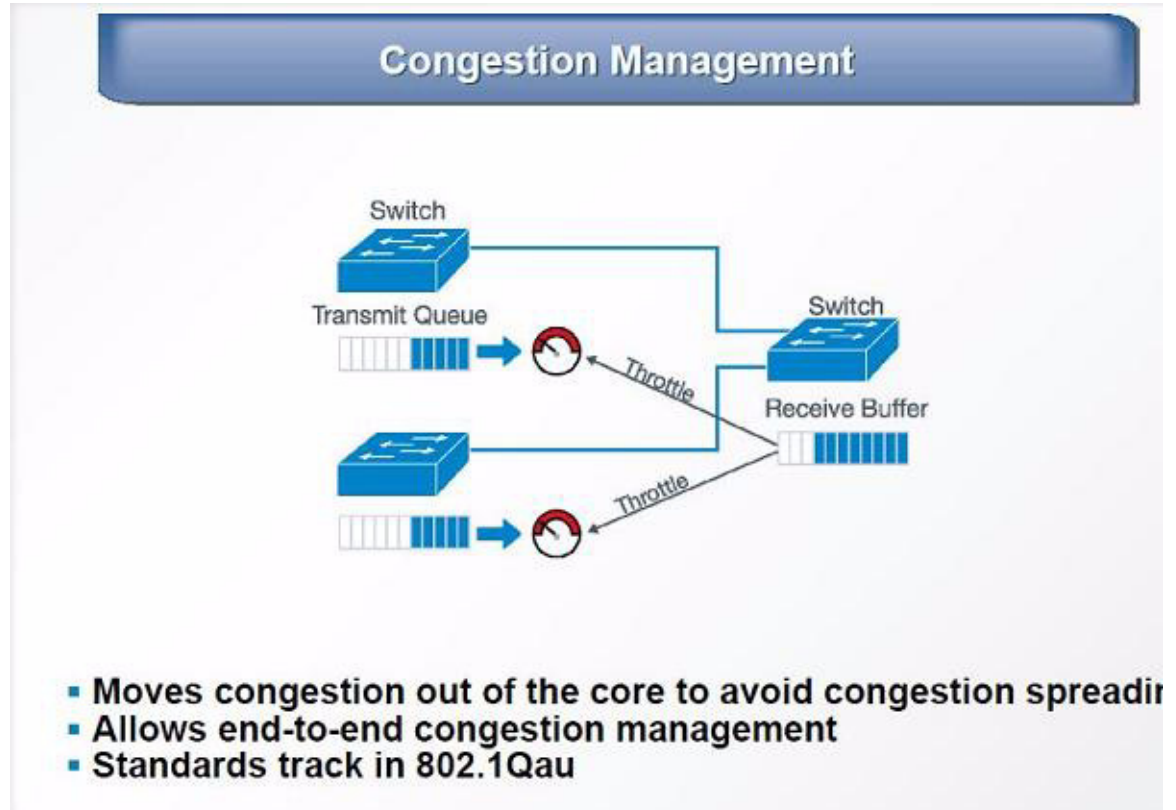 Congestion Management
Switch
Transmit Queue
Switch
Throttle
Receive Buffer
Throttle
▪ Moves congestion out of the core to avoid congestion
▪ Allows end-to-end congestion management
▪ Standards track in 802.1Qau